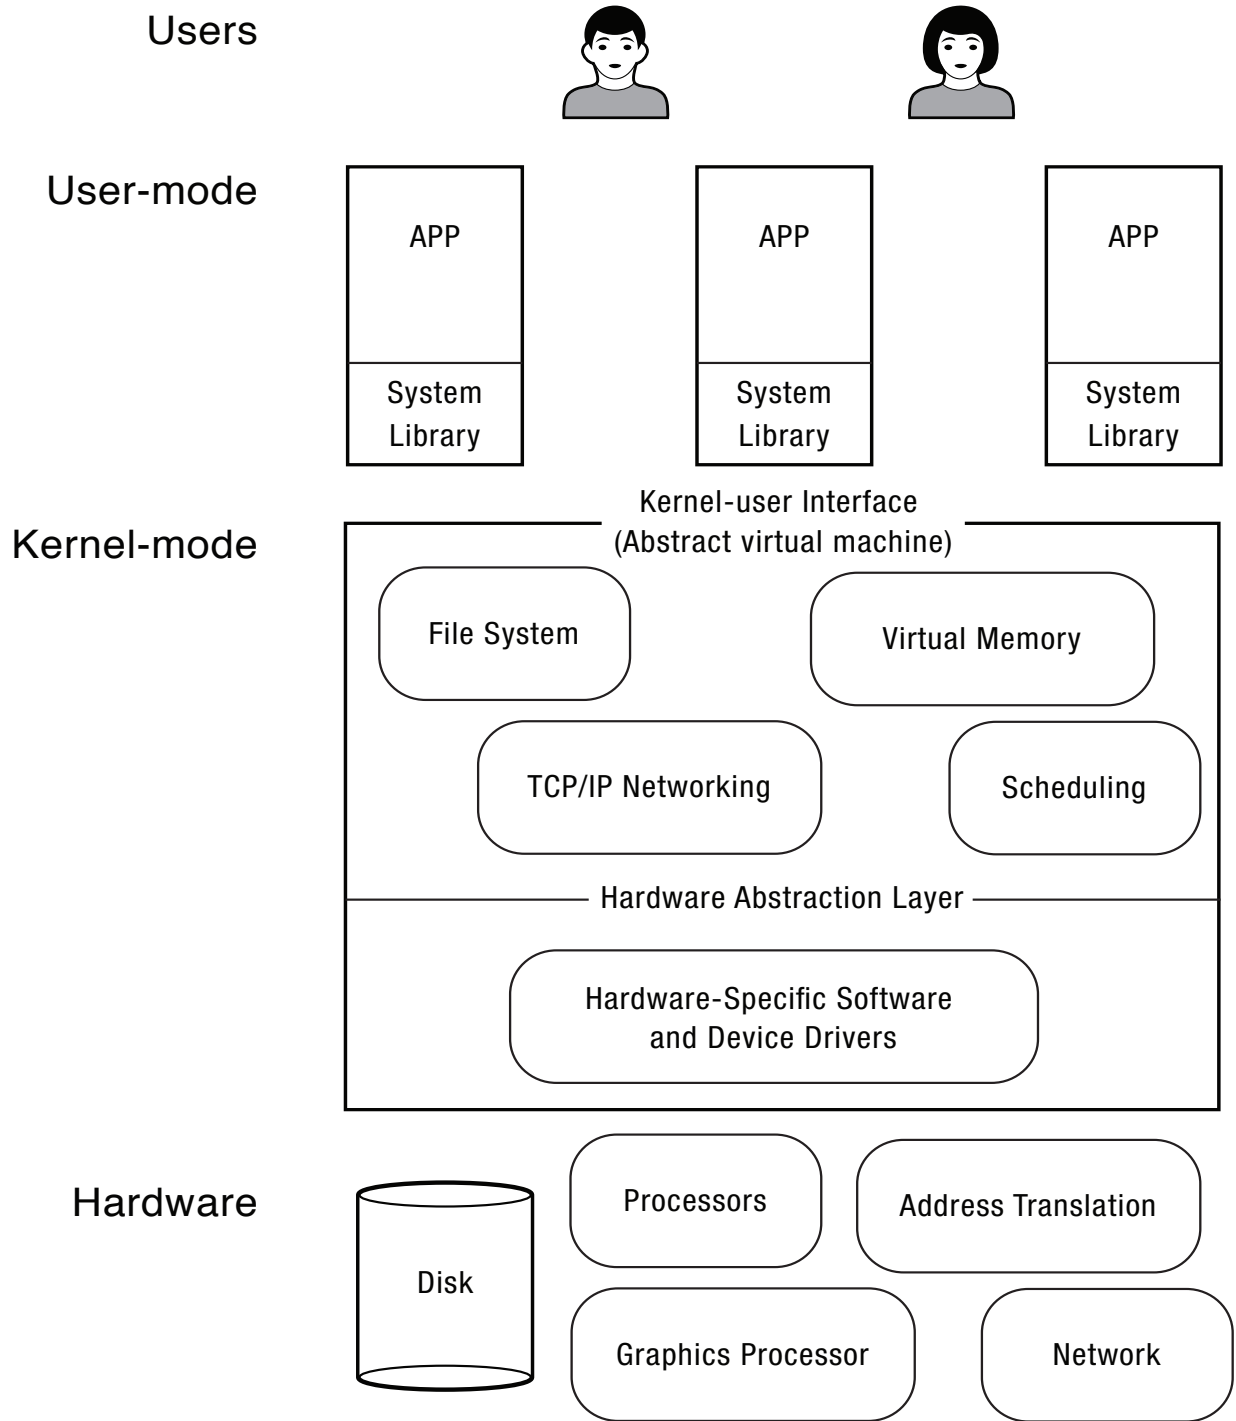 Users
User-mode
APP
APP
APP
System
Library
System
Library
System
Library
Kernel-mode
Kernel-user Interface
(Abstract virtual machine)
File System
Virtual Memory
TCP/IP Networking
Scheduling
Hardware Abstraction Layer
Hardware-Specific Software
and Device Drivers
Hardware
Processors
Address Translation
Disk
Graphics Processor
Network